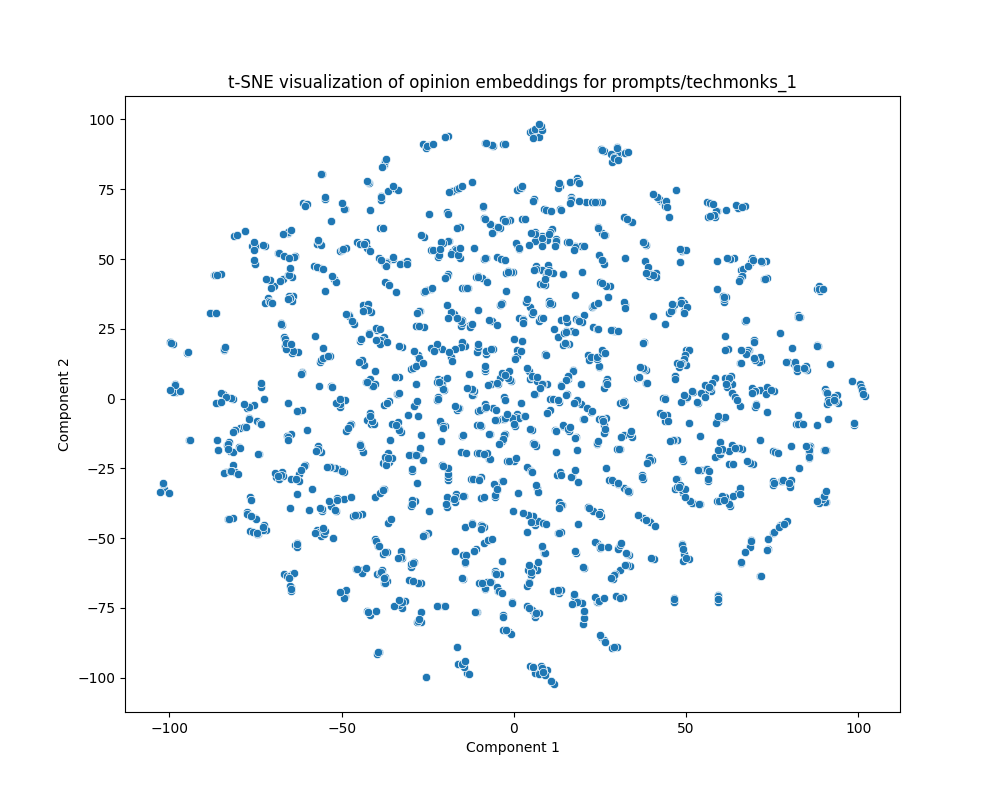 t-SNE visualization of opinion embeddings for prompts/techmonks_1
100
75
50
25
0
−25
−50
−75
−100
Component 2
−100 −50 0 50 100
Component 1